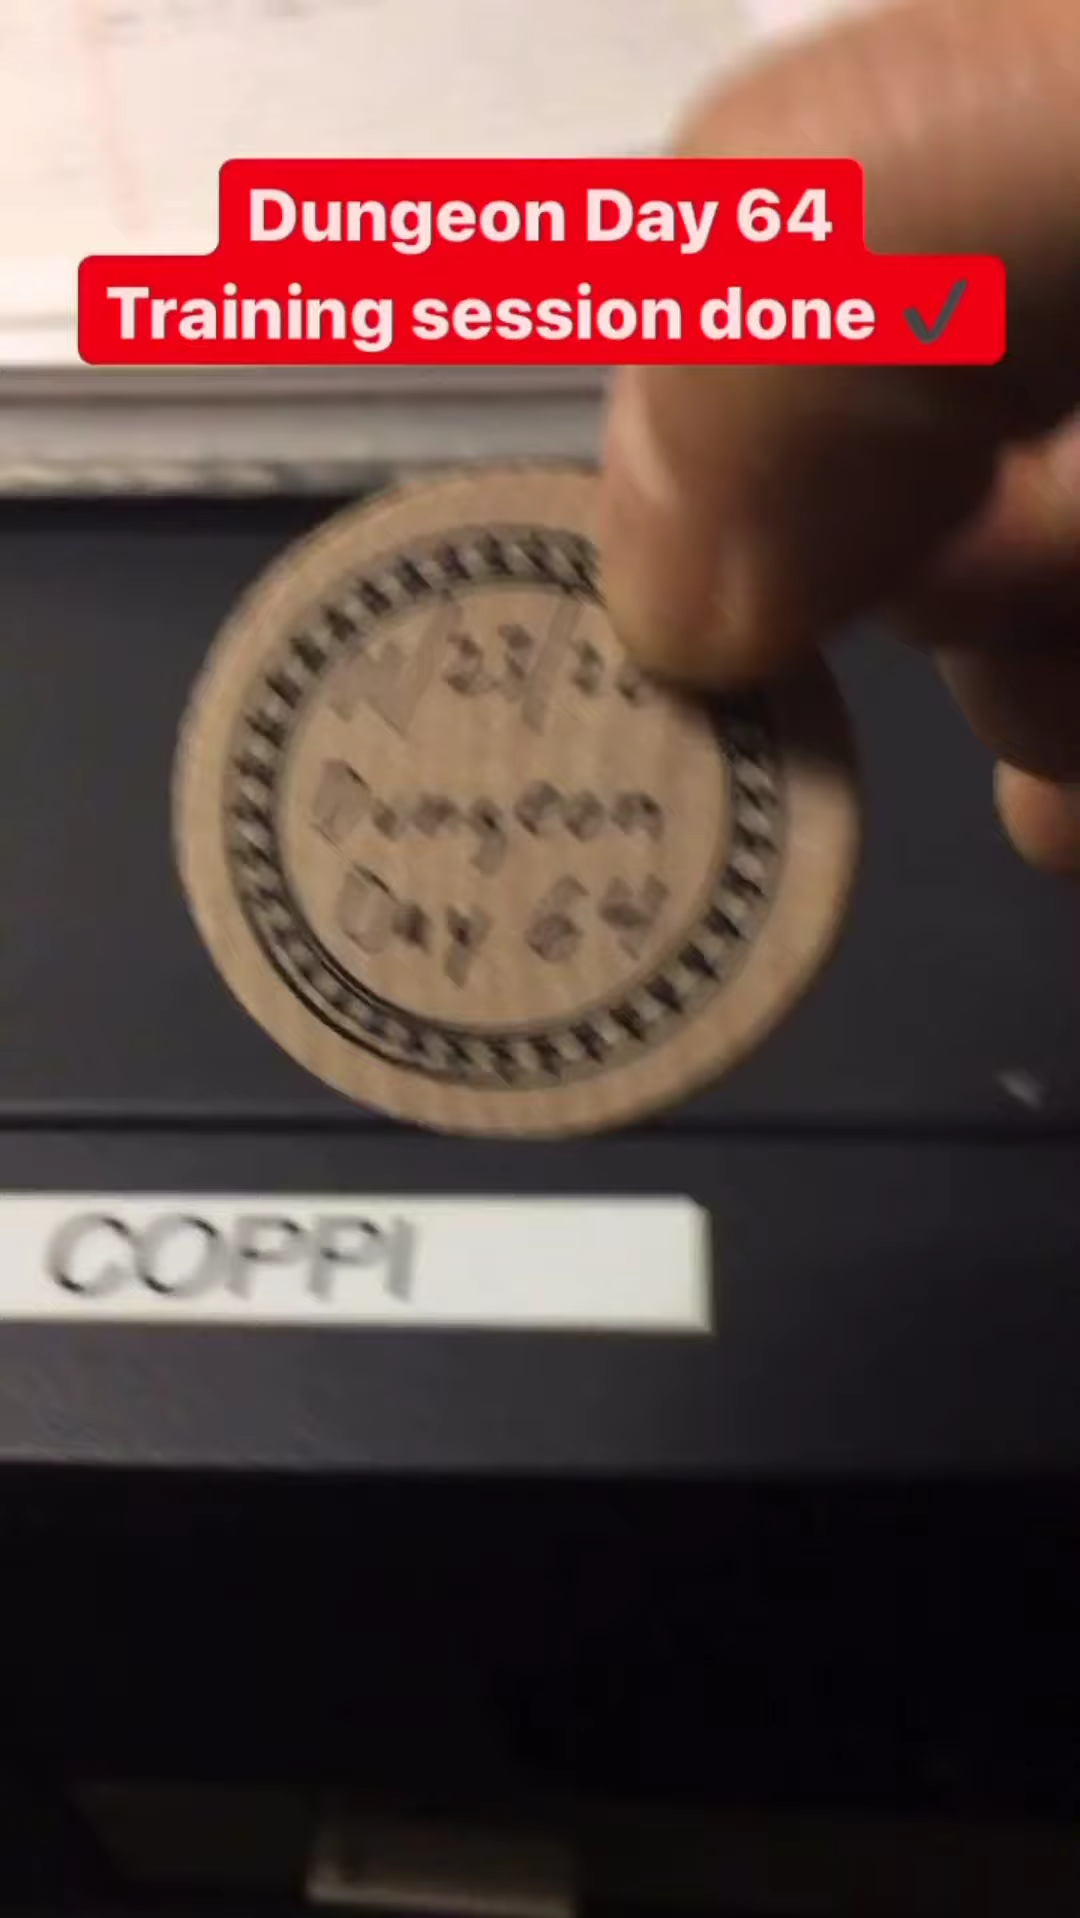 Dungeon Day 64
Training session done ✔
Dungeon
Day 64
COPPI